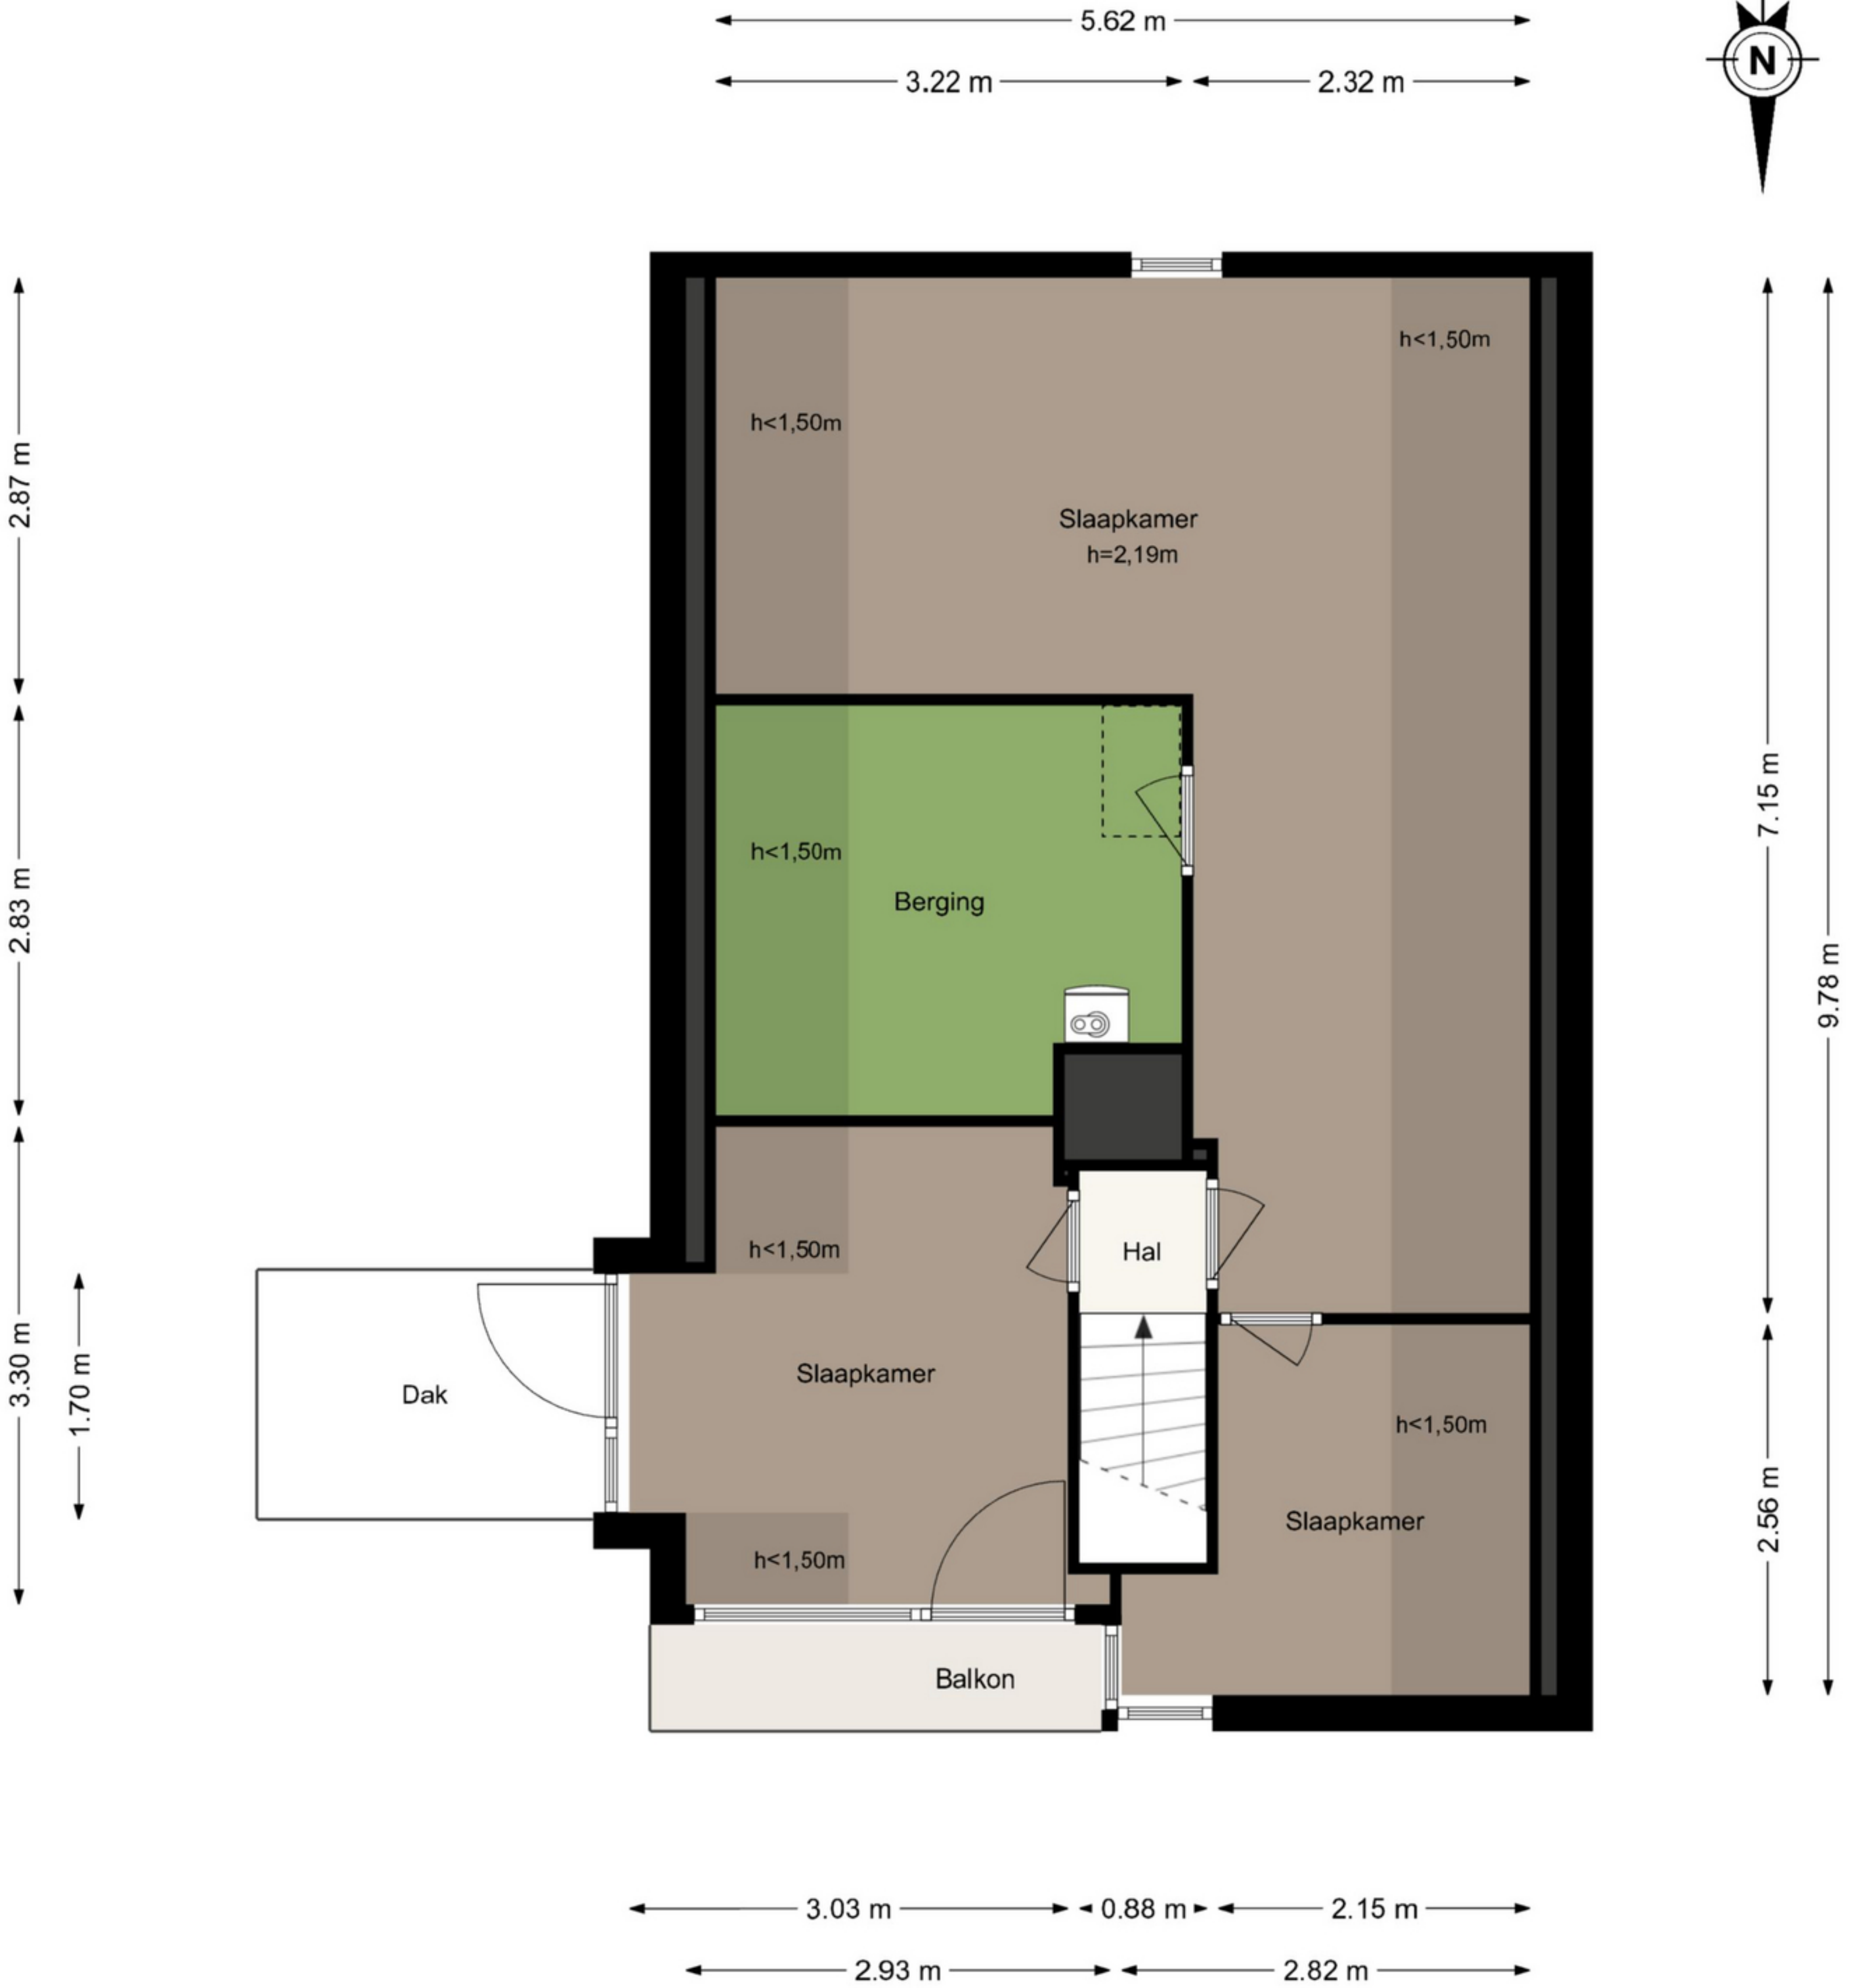 5.62 m
3.22 m
2.32 m
N
h<1,50m
h<1,50m
Slaapkamer
h=2,19m
2.87 m
7.15 m
h<1,50m
Berging
2.83 m
9.78 m
h<1,50m
Hal
Slaapkamer
Dak
3.30 m
1.70 m
h<1,50m
Slaapkamer
2.56 m
h<1,50m
Balkon
3.03 m
0.88 m
2.15 m
2.93 m
2.82 m